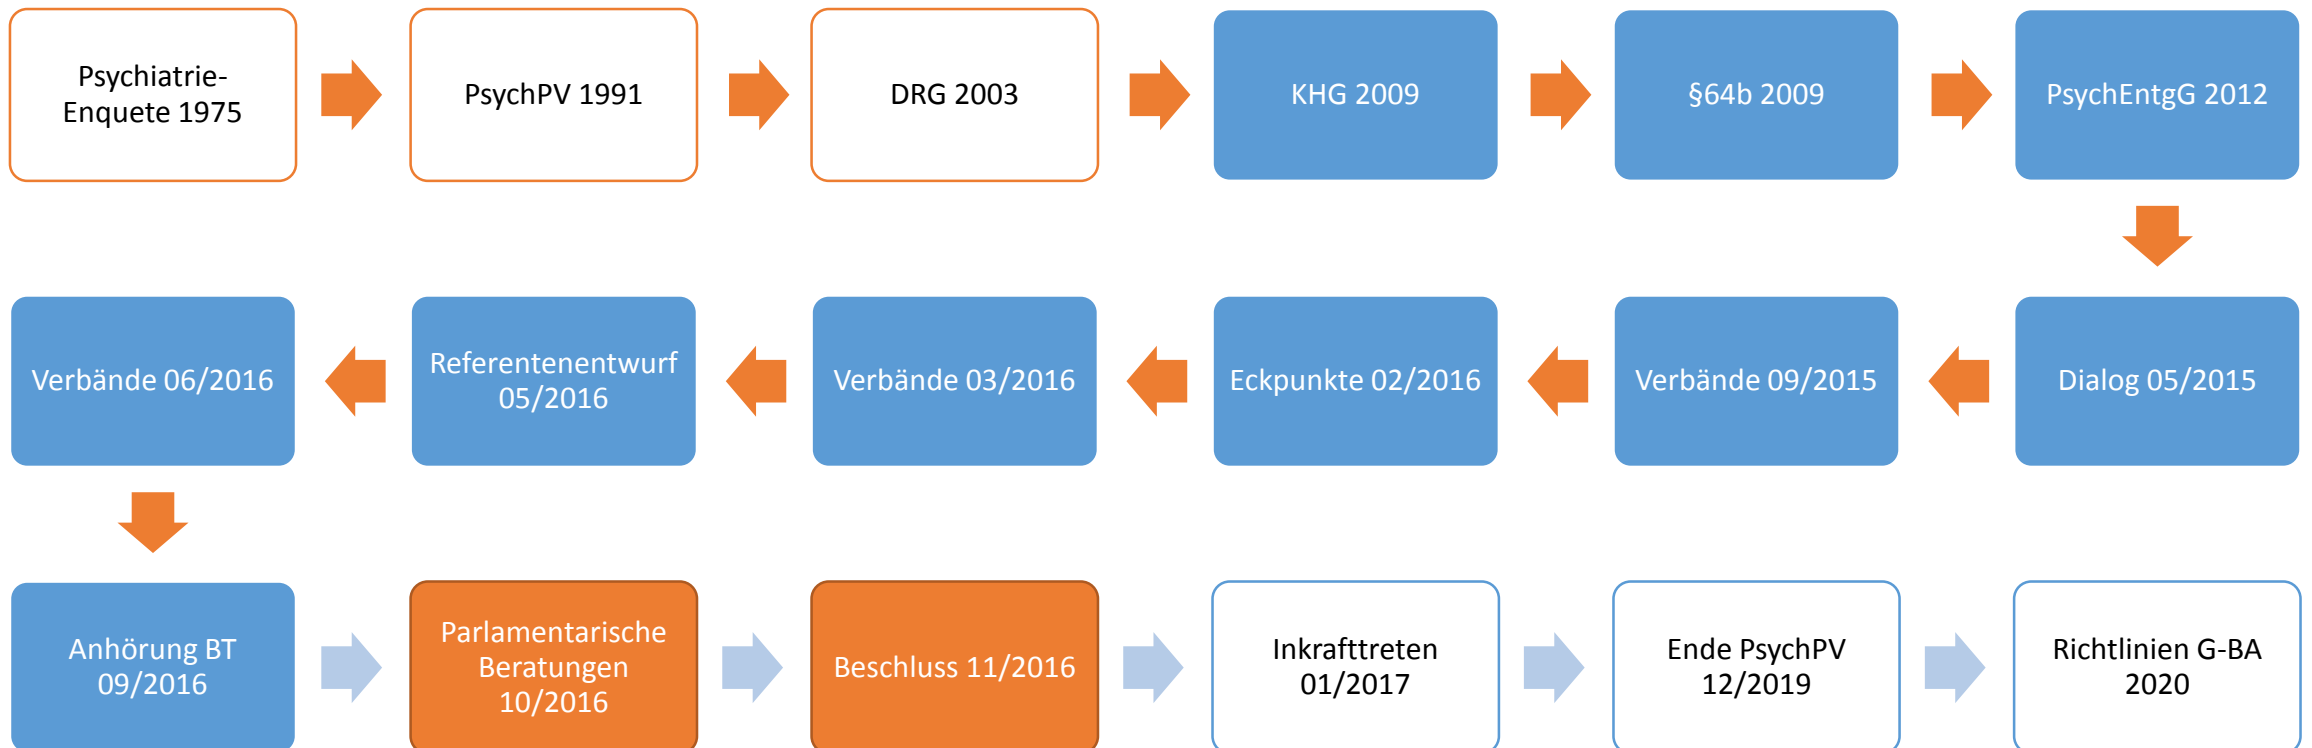 Psychiatrie-
Enquete 1975
PsychPV 1991
DRG 2003
KHG 2009
§64b 2009
PsychEntgG 2012
Dialog 05/2015
Verbände 09/2015
Eckpunkte 02/2016
Verbände 03/2016
Referentenentwurf
05/2016
Verbände 06/2016
Anhörung BT
09/2016
Parlamentarische
Beratungen
10/2016
Beschluss 11/2016
Inkrafttreten
01/2017
Ende PsychPV
12/2019
Richtlinien G-BA
2020